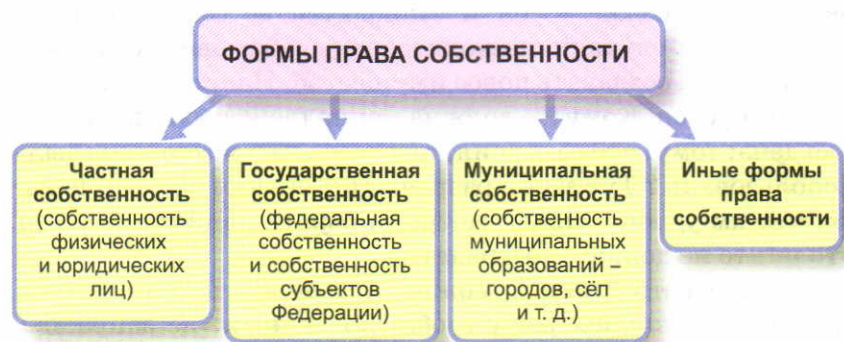 ФОРМЫ ПРАВА СОБСТВЕННОСТИ
Частная
собственность
(собственность
физических
и юридических
лиц)
Государственная
собственность
(федеральная
собственность
и собственность
субъектов
Федерации)
Муниципальная
собственность
(собственность
муниципальных
образований –
городов, сёл
и т. д.)
Иные формы
права
собственности